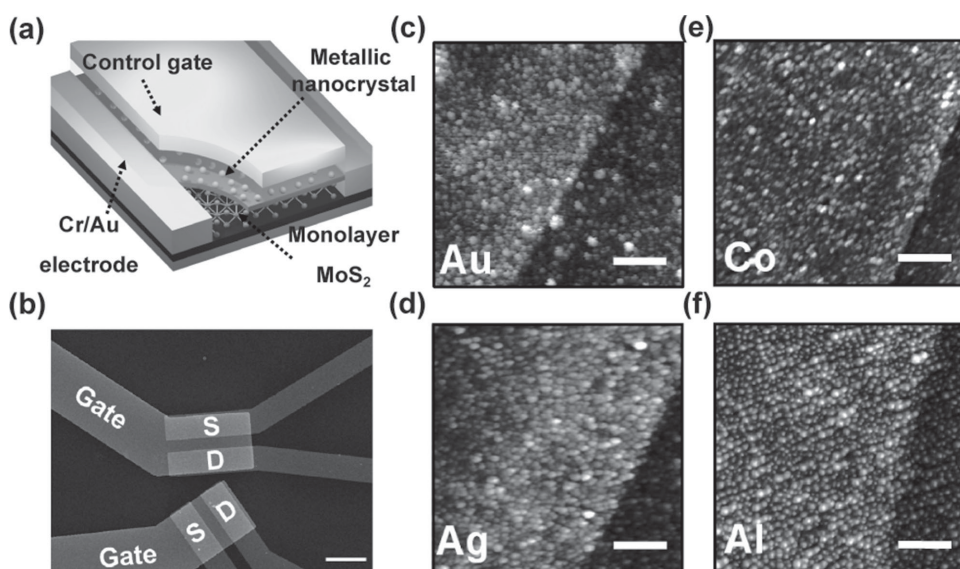 (a)
Control gate
Metallic
nanocrystal
Cr/Au
electrode
Monolayer
MoS₂
(b)
Gate
S
D
S
D
Gate
(c)
Au
(d)
Ag
(e)
Co
(f)
Al